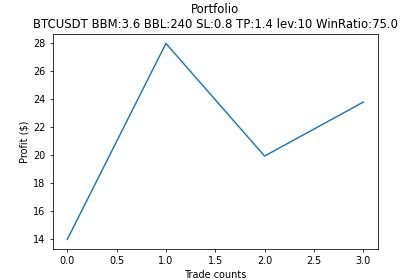 Portfolio
BTCUSDT BBM:3.6 BBL:240 SL:0.8 TP:1.4 lev:10 WinRatio:75.0
28
26
24
22
20
18
16
14
Profit ($)
0.0 0.5 1.0 1.5 2.0 2.5 3.0
Trade counts